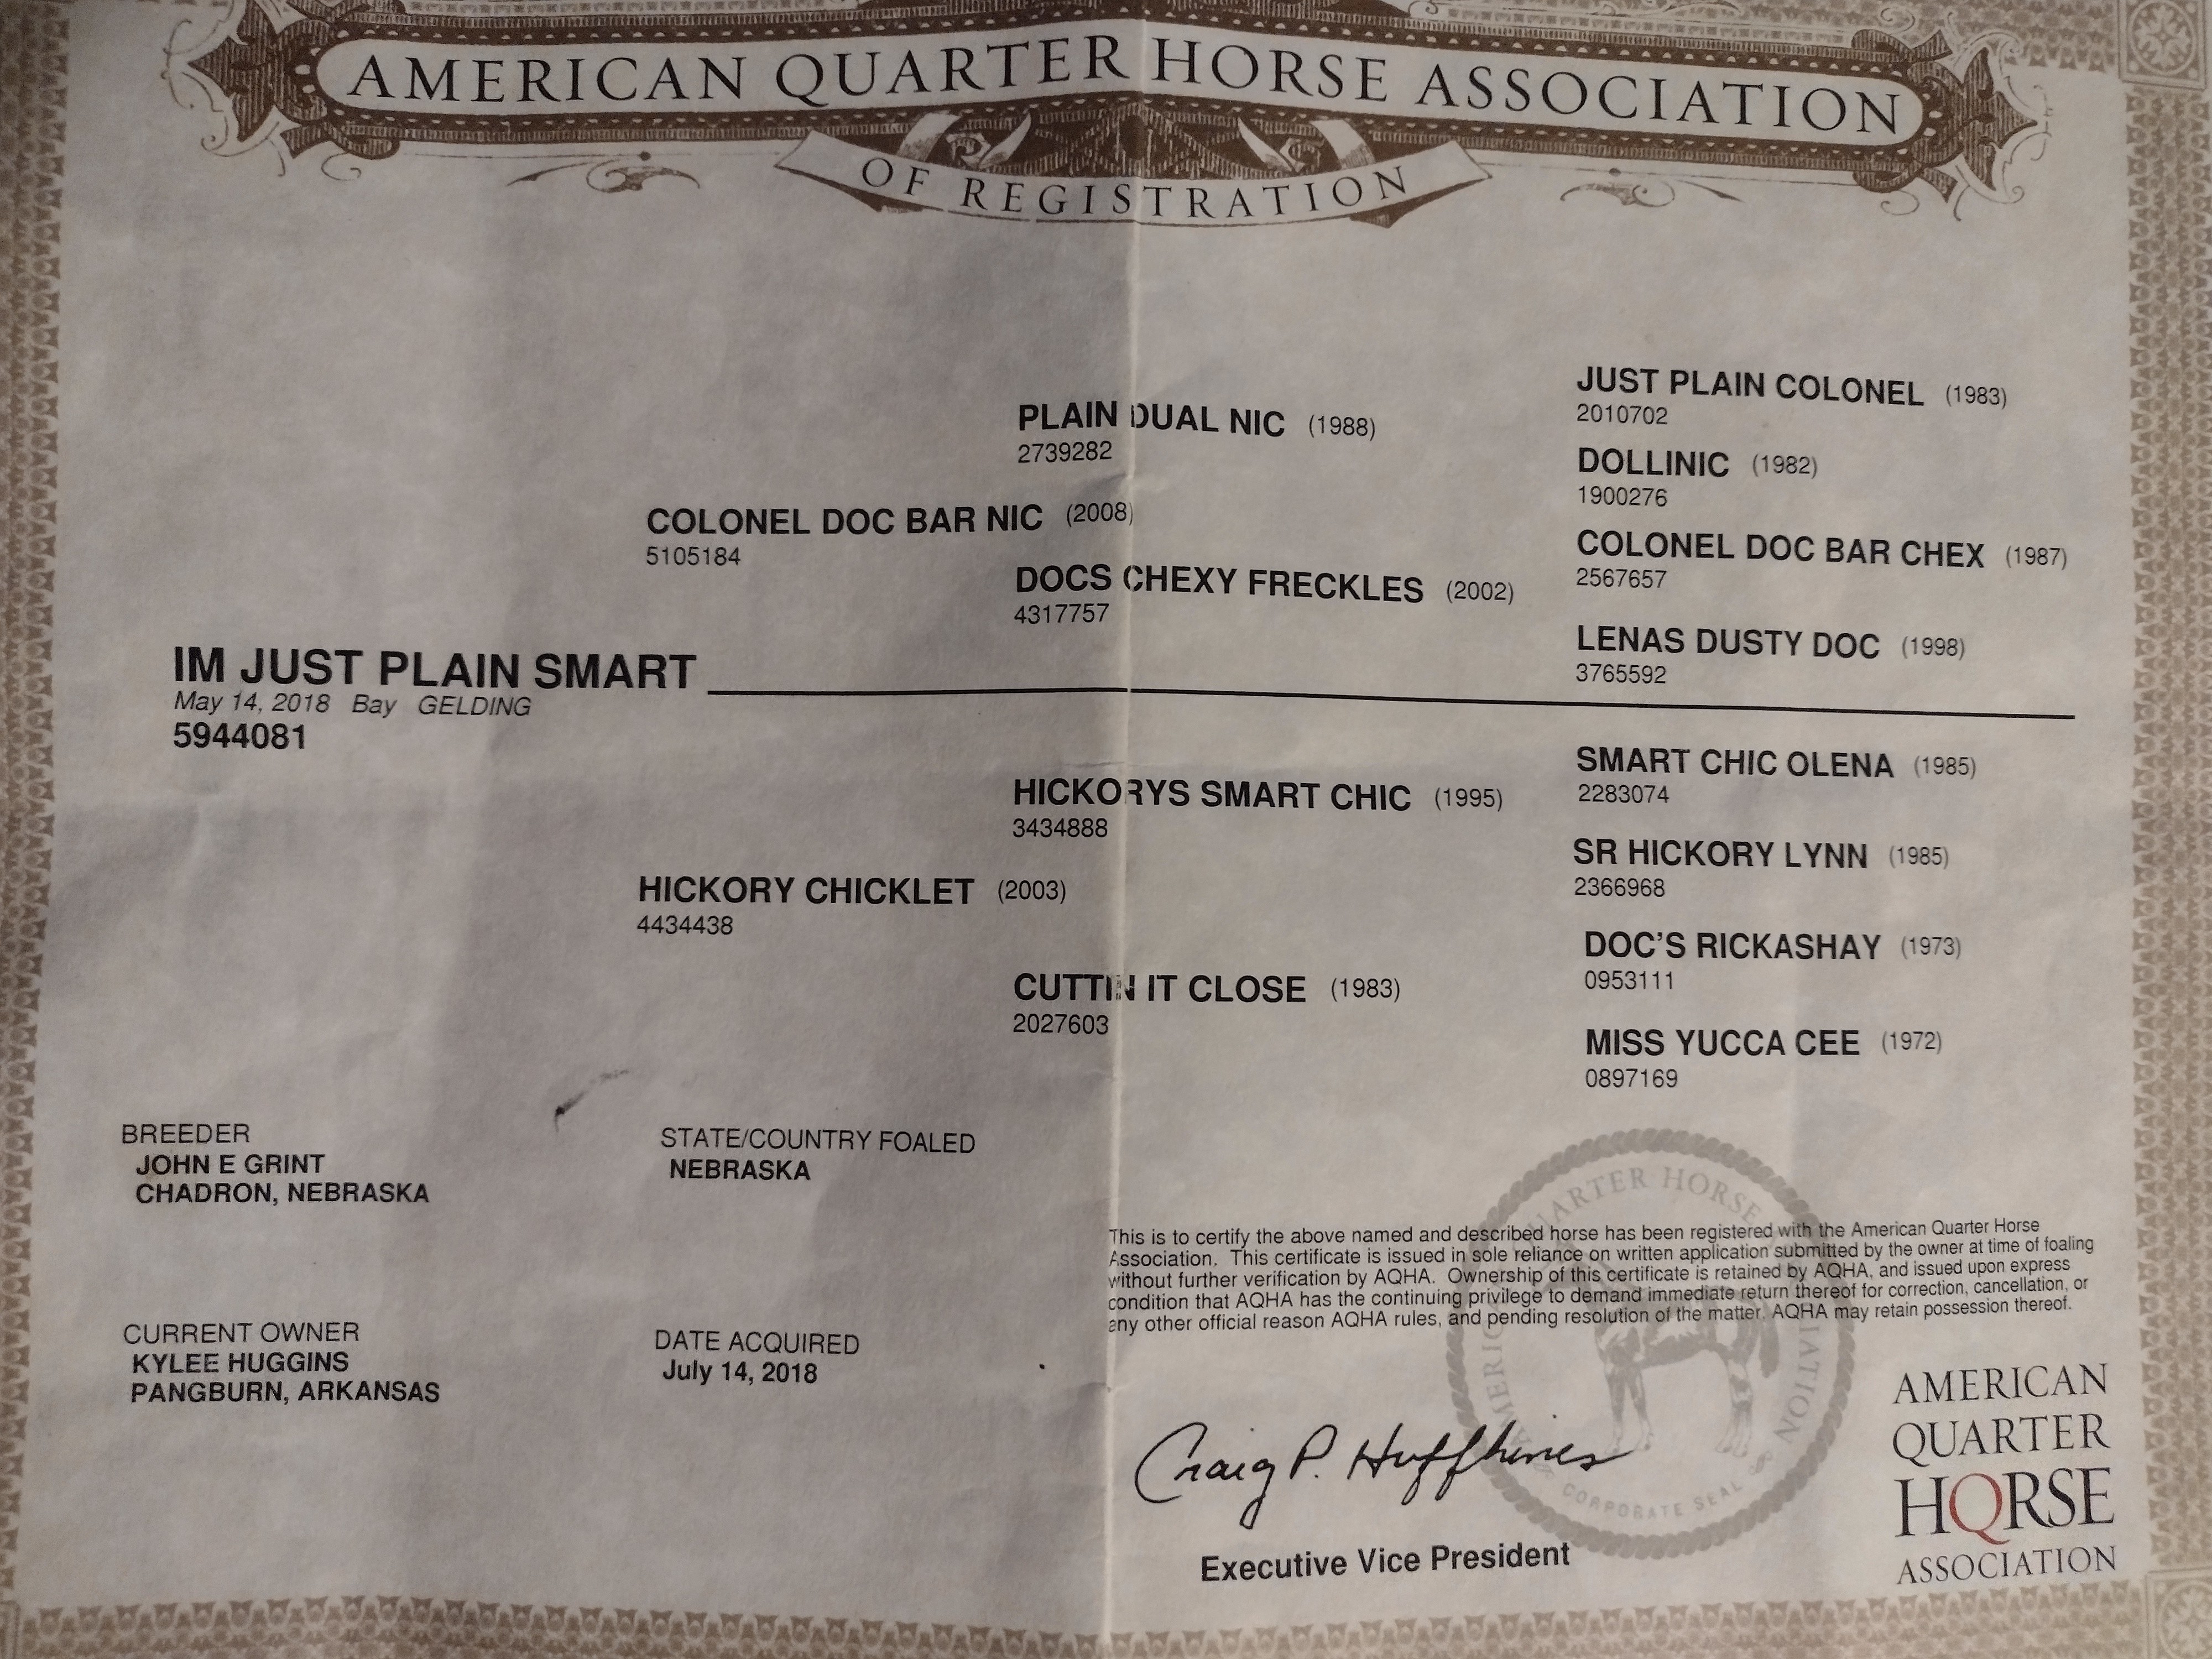 AMERICAN QUARTER HORSE ASSOCIATION
OF REGISTRATION
JUST PLAIN COLONEL (1983)
2010702
PLAIN DUAL NIC (1988)
2739282
DOLLINIC (1982)
1900276
COLONEL DOC BAR NIC (2008)
5105184
COLONEL DOC BAR CHEX (1987)
2567657
DOCS CHEXY FRECKLES (2002)
4317757
LENAS DUSTY DOC (1998)
3765592
IM JUST PLAIN SMART
May 14, 2018 Bay GELDING
5944081
SMART CHIC OLENA (1985)
2283074
HICKORYS SMART CHIC (1995)
3434888
SR HICKORY LYNN (1985)
2366968
HICKORY CHICKLET (2003)
4434438
DOC'S RICKASHAY (1973)
0953111
CUTTIN IT CLOSE (1983)
2027603
MISS YUCCA CEE (1972)
0897169
BREEDER
JOHN E GRINT
CHADRON, NEBRASKA
STATE/COUNTRY FOALED
NEBRASKA
CURRENT OWNER
KYLEE HUGGINS
PANGBURN, ARKANSAS
DATE ACQUIRED
July 14, 2018
This is to certify the above named and described horse has been registered with the American Quarter Horse
Association. This certificate is issued in sole reliance on written application submitted by the owner at time of foaling
without further verification by AQHA. Ownership of this certificate is retained by AQHA, and issued upon express
condition that AQHA has the continuing privilege to demand immediate return thereof for correction, cancellation, or
any other official reason AQHA rules, and pending resolution of the matter. AQHA may retain possession thereof.
Craig P. Huffhines
Executive Vice President
QUARTER HORSE
CORPORATE SEAL
AMERICAN
QUARTER
HORSE
ASSOCIATION